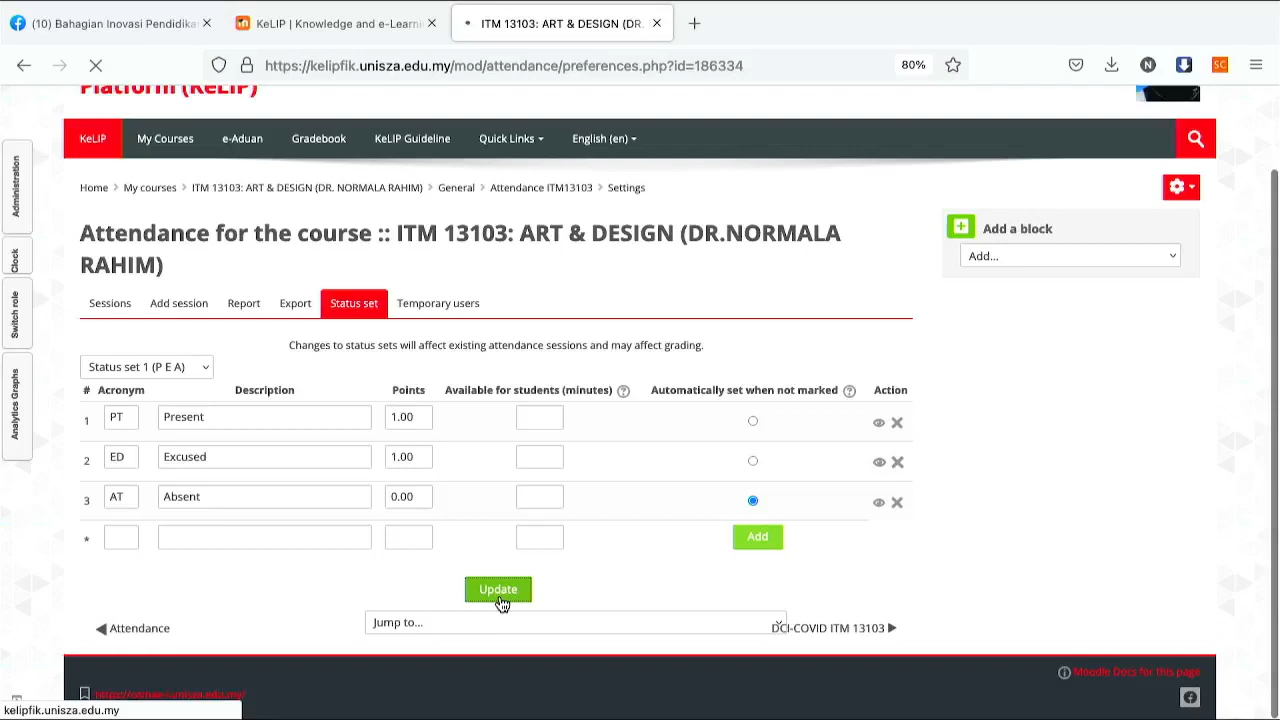 (10) Bahagian Inovasi Pendidika
KeLIP | Knowledge and e-Learni
ITM 13103: ART & DESIGN (DR.
https://kelipfik.unisza.edu.my/mod/attendance/preferences.php?id=186334
80%
N
SC
Platform (KeLIP)
KeLIP
My Courses
e-Aduan
Gradebook
KeLIP Guideline
Quick Links
English (en)
Administration
Clock
Switch role
Analytics Graphs
Home
My courses
ITM 13103: ART & DESIGN (DR. NORMALA RAHIM)
General
Attendance ITM13103
Settings
Attendance for the course :: ITM 13103: ART & DESIGN (DR.NORMALA
RAHIM)
Add a block
Add...
Sessions
Add session
Report
Export
Status set
Temporary users
Changes to status sets will affect existing attendance sessions and may affect grading.
Status set 1 (P E A)
# Acronym Description Points Available for students (minutes) Automatically set when not marked Action
1 PT Present 1.00
2 ED Excused 1.00
3 AT Absent 0.00
* Add
Update
Attendance
Jump to...
DCI-COVID ITM 13103
Moodle Docs for this page
kelipfik.unisza.edu.my